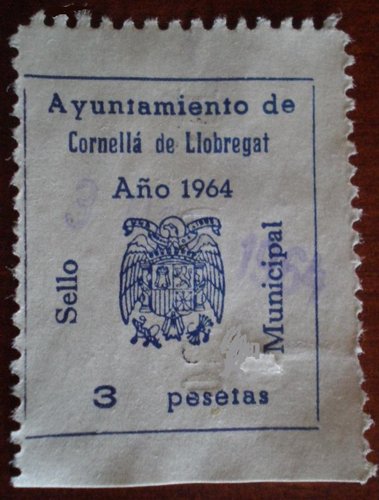 Ayuntamiento de
Cornellá de Llobregat
Año 1964
Sello
Municipal
3 pesetas